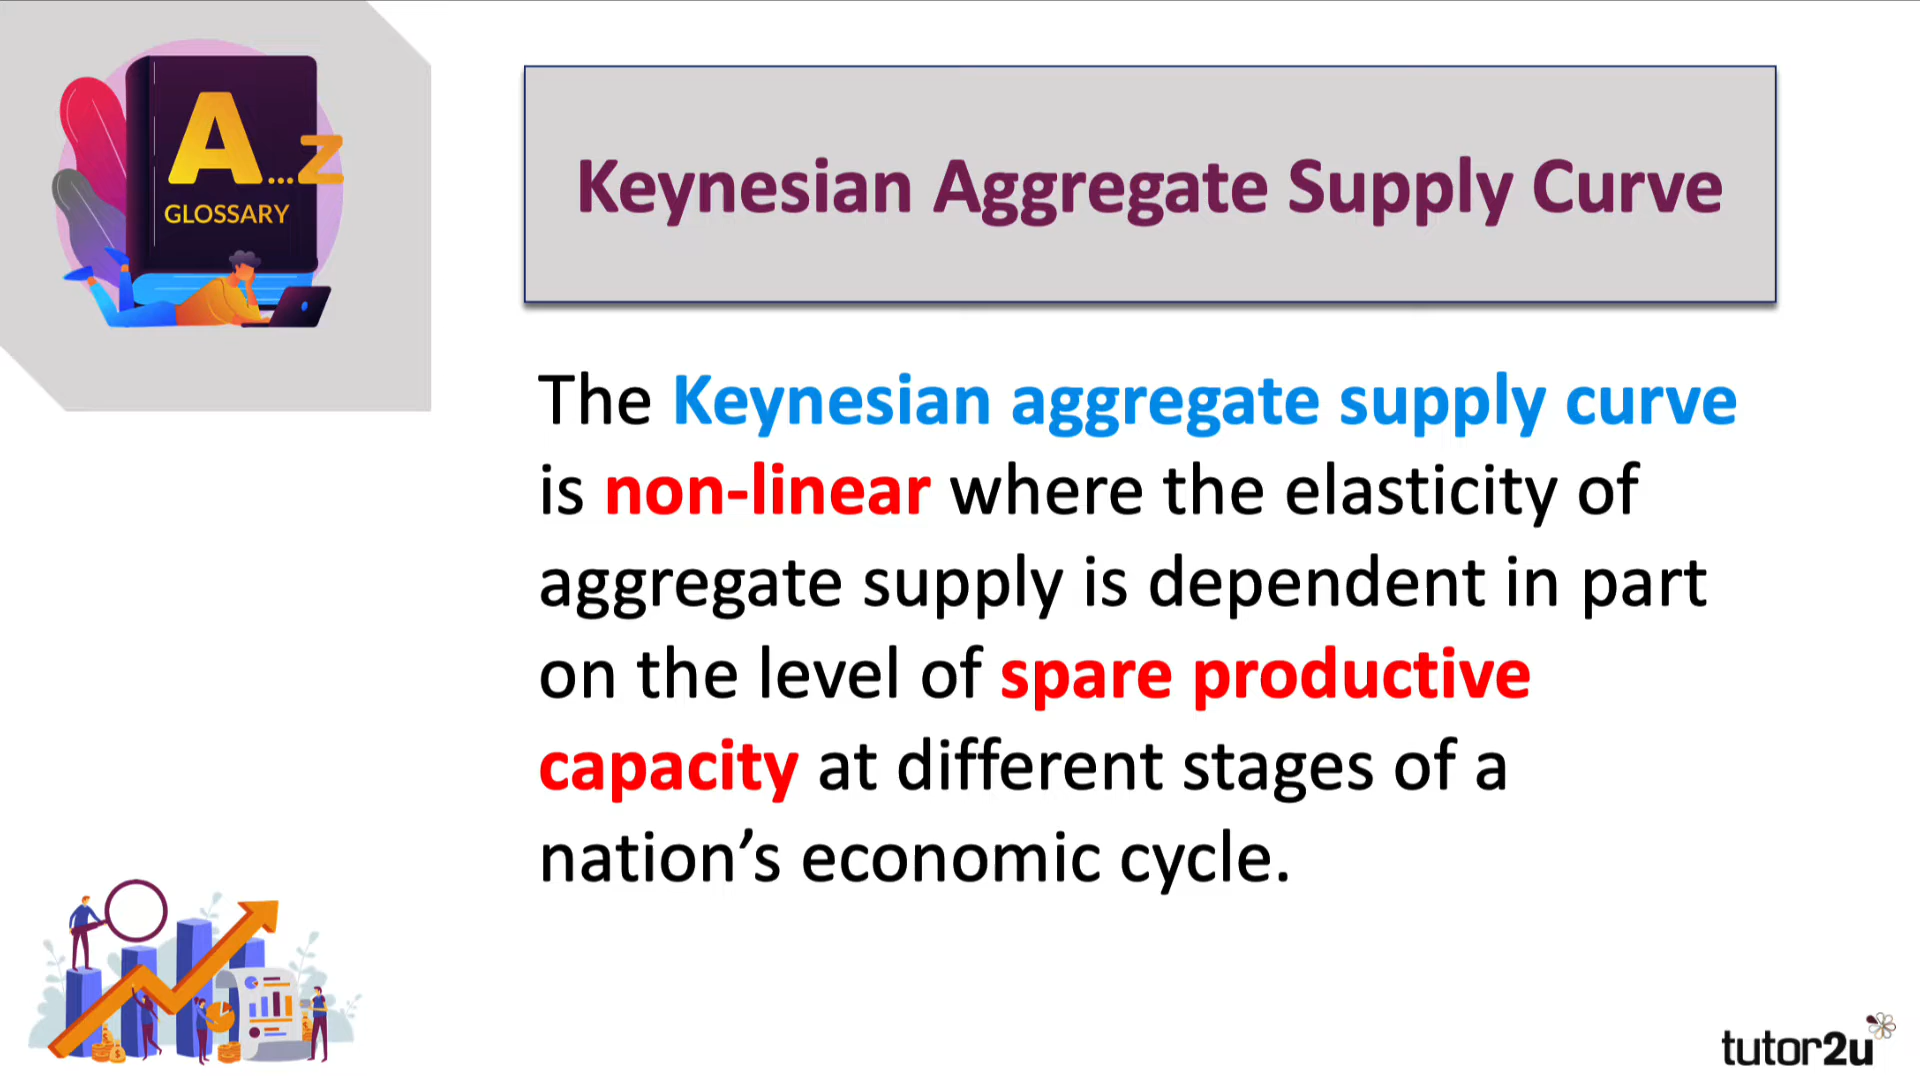 A...Z
GLOSSARY
Keynesian Aggregate Supply Curve
The Keynesian aggregate supply curve
is non-linear where the elasticity of
aggregate supply is dependent in part
on the level of spare productive
capacity at different stages of a
nation’s economic cycle.
tutor2u